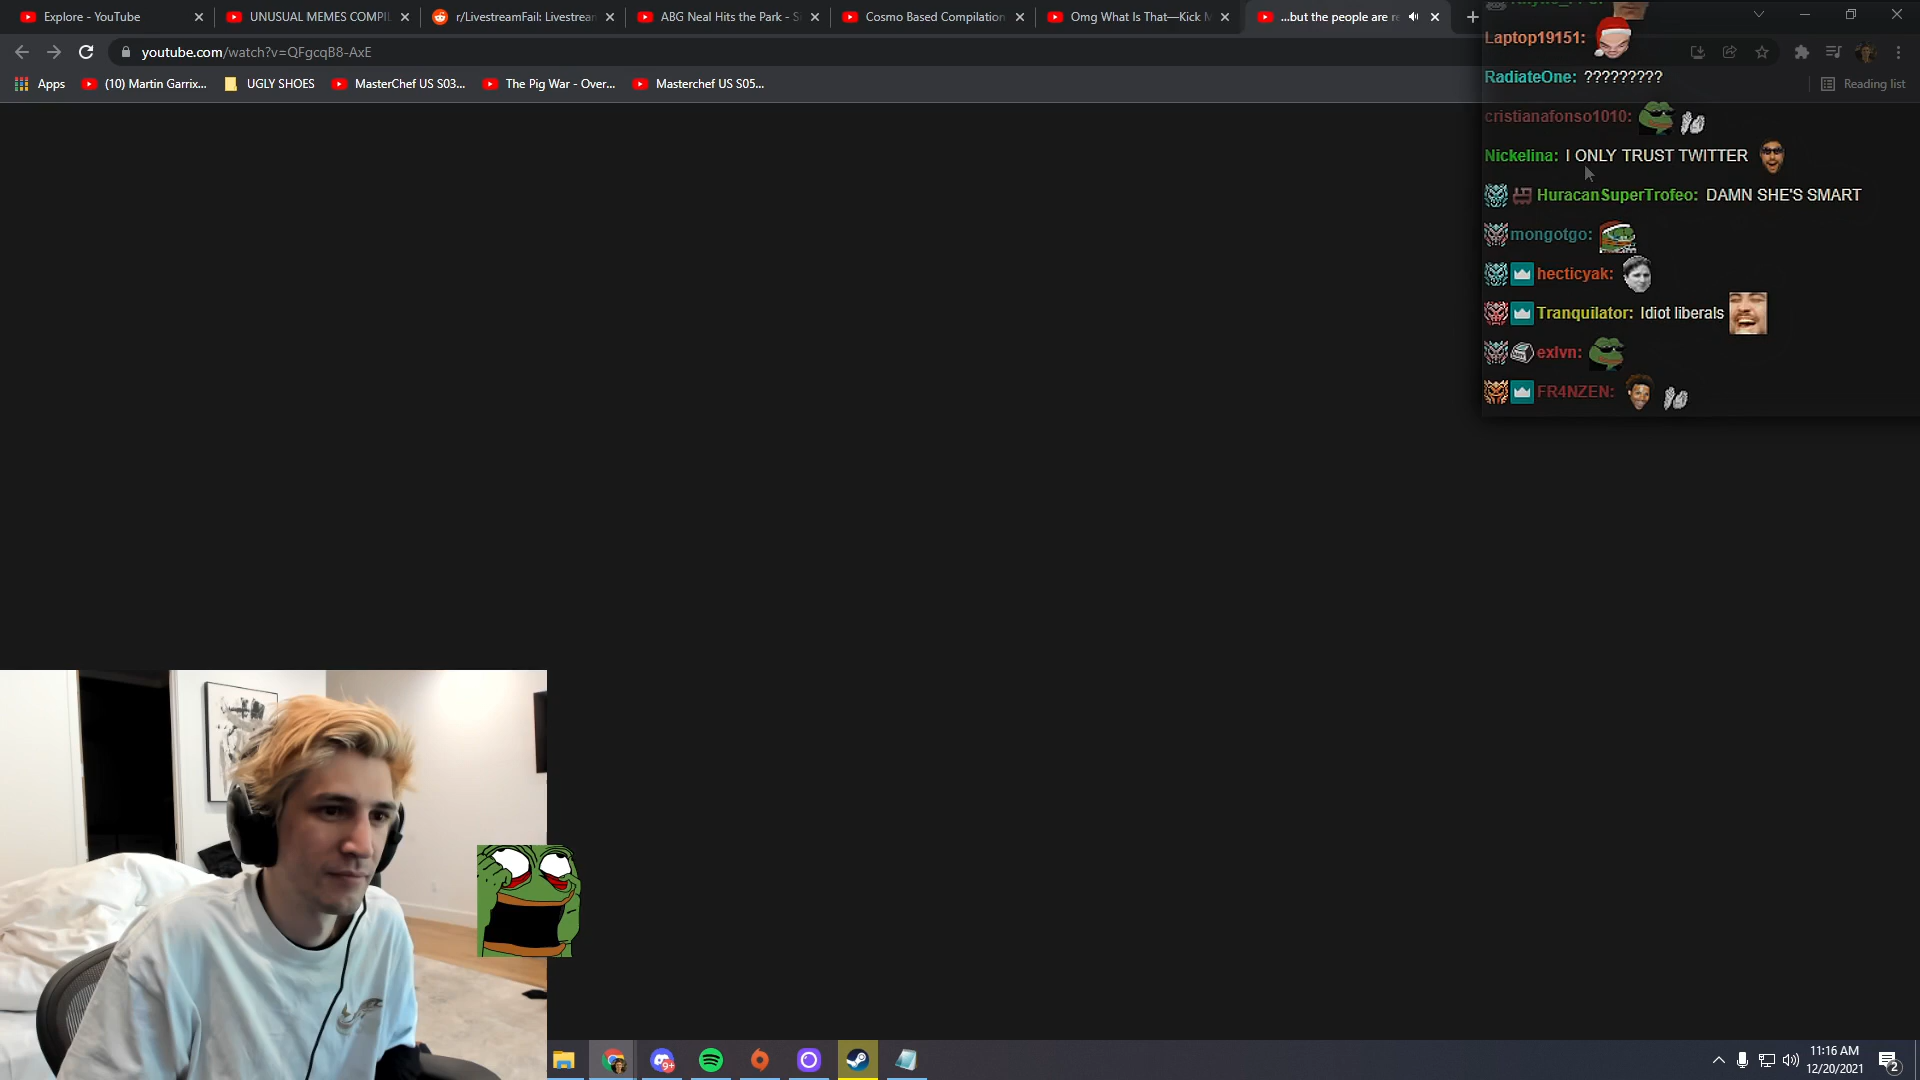 Explore - YouTube
UNUSUAL MEMES COMPIL
r/LivestreamFail: Livestrea
ABG Neal Hits the Park - S
Cosmo Based Compilation
Omg What Is That—Kick M
...but the people are r
youtube.com/watch?v=QFgcqB8-AxE
Apps
(10) Martin Garrix...
UGLY SHOES
MasterChef US S03...
The Pig War - Over...
Masterchef US S05...
Reading list
Laptop19151:
RadiateOne: ?????????
cristianafonso1010:
Nickelina: I ONLY TRUST TWITTER
HuracanSuperTrofeo: DAMN SHE'S SMART
mongotgo:
hecticyak:
Tranquilator: Idiot liberals
exlvn:
FR4NZEN:
9+
11:16 AM
12/20/2021
2